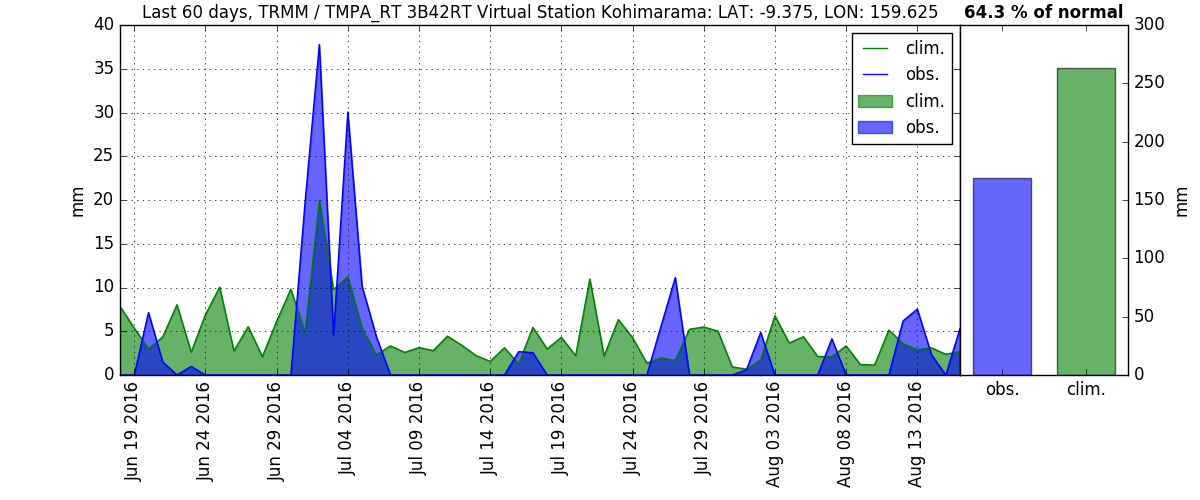 Last 60 days, TRMM / TMPA_RT 3B42RT Virtual Station Kohimarama: LAT: -9.375, LON: 159.625
64.3 % of normal
40
35
30
25
20
15
10
5
0
mm
clim.
obs.
clim.
obs.
Jun 19 2016
Jun 24 2016
Jun 29 2016
Jul 04 2016
Jul 09 2016
Jul 14 2016
Jul 19 2016
Jul 24 2016
Jul 29 2016
Aug 03 2016
Aug 08 2016
Aug 13 2016
obs.
clim.
300
250
200
150
100
50
0
mm